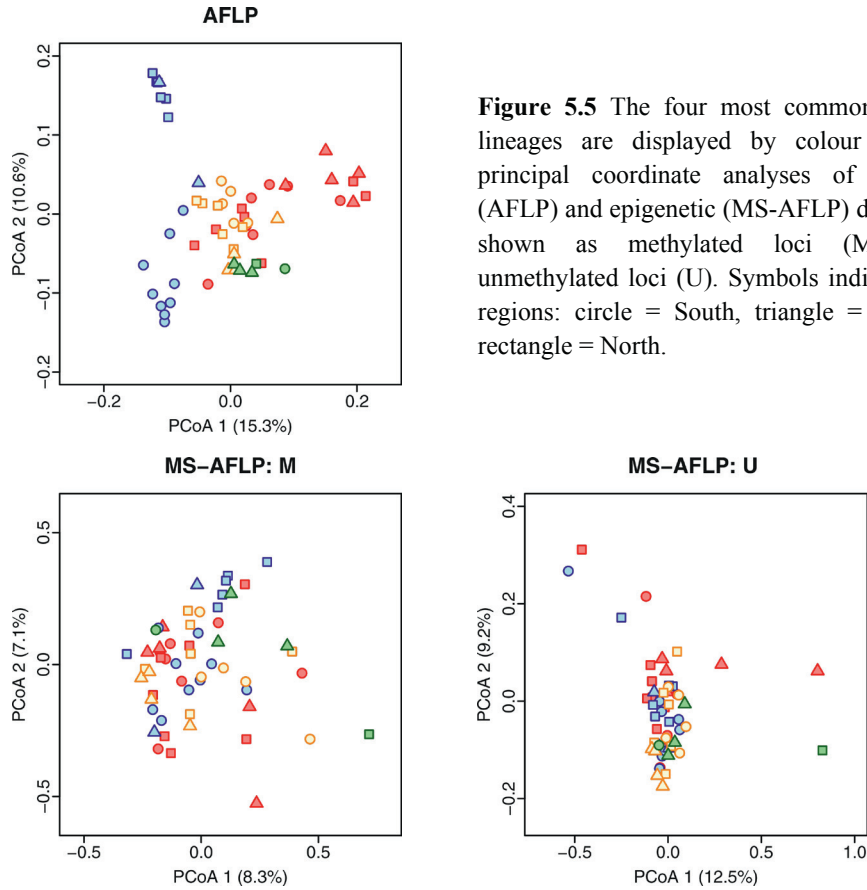 AFLP
0.2
0.1
0.0
−0.1
−0.2
PCoA 2 (10.6%)
−0.2 0.0 0.2
PCoA 1 (15.3%)
Figure 5.5 The four most common
lineages are displayed by colour
principal coordinate analyses of
(AFLP) and epigenetic (MS-AFLP) d
shown as methylated loci (M
unmethylated loci (U). Symbols indi
regions: circle = South, triangle =
rectangle = North.
MS−AFLP: M
0.5
0.0
−0.5
PCoA 2 (7.1%)
−0.5 0.0 0.5
PCoA 1 (8.3%)
MS−AFLP: U
0.4
0.2
0.0
−0.2
PCoA 2 (9.2%)
−0.5 0.0 0.5 1.0
PCoA 1 (12.5%)